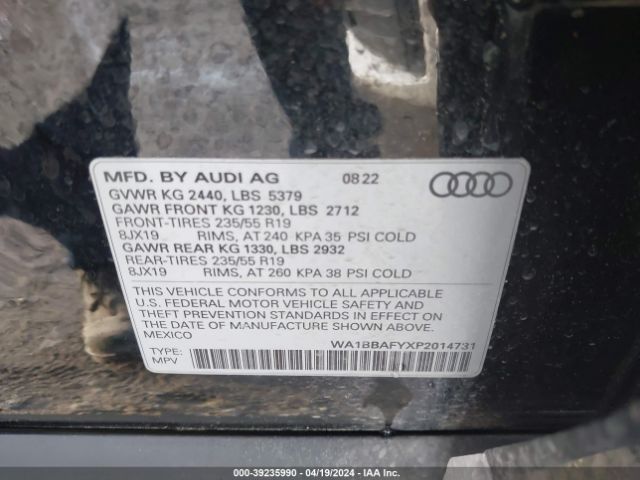 MFD. BY AUDI AG 08 22
GVWR KG 2440, LBS 5379
GAWR FRONT KG 1230, LBS 2712
FRONT-TIRES 235/55 R19
8JX19 RIMS, AT 240 KPA 35 PSI COLD
GAWR REAR KG 1330, LBS 2932
REAR-TIRES 235/55 R19
8JX19 RIMS, AT 260 KPA 38 PSI COLD
THIS VEHICLE CONFORMS TO ALL APPLICABLE
U.S. FEDERAL MOTOR VEHICLE SAFETY AND
THEFT PREVENTION STANDARDS IN EFFECT ON
THE DATE OF MANUFACTURE SHOWN ABOVE.
MEXICO WA1BBAFYXP2014731
TYPE:
MPV
000-39235990 - 04/19/2024 - IAA Inc.